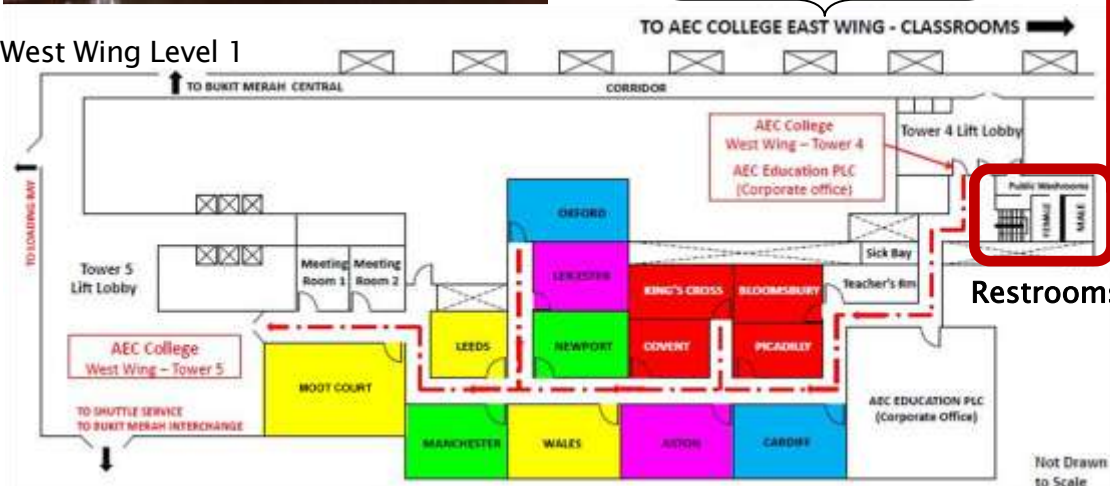 TO AEC COLLEGE EAST WING - CLASSROOMS
West Wing Level 1
TO BUKIT MERAH CENTRAL
CORRIDOR
AEC College
West Wing – Tower 4
AEC Education PLC
(Corporate office)
Tower 4 Lift Lobby
Public Washrooms
FEMALE
MALE
TO LOADING BAY
OXFORD
Tower 5
Lift Lobby
Meeting
Room 1
Meeting
Room 2
LEICESTER
Sick Bay
KING'S CROSS
BLOOMSBURY
Teacher's Rm
Restrooms
AEC College
West Wing – Tower 5
LEEDS
NEWPORT
COVENT
PICADILLY
MOOT COURT
AEC EDUCATION PLC
(Corporate Office)
TO SHUTTLE SERVICE
TO BUKIT MERAH INTERCHANGE
MANCHESTER
WALES
CARDIFF
Not Drawn
to Scale